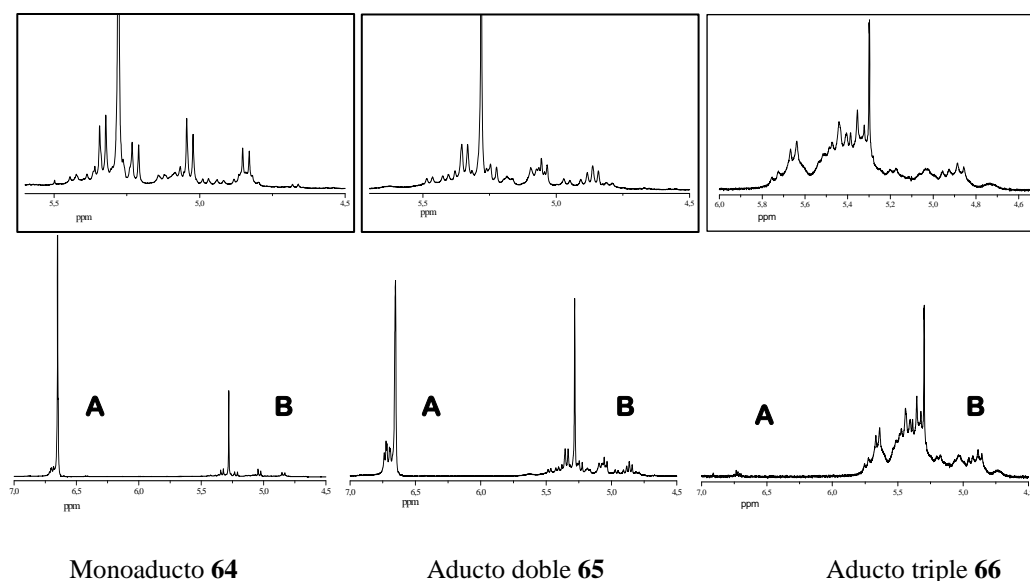 5,5 5,0 4,5
ppm
5,5 5,0 4,5
ppm
6,0 5,8 5,6 5,4 5,2 5,0 4,8 4,6
ppm
A B
7,0 6,5 6,0 5,5 5,0 4,5
ppm
A B
7,0 6,5 6,0 5,5 5,0 4,5
ppm
A B
7,0 6,5 6,0 5,5 5,0
ppm
Monoaducto 64
Aducto doble 65
Aducto triple 66